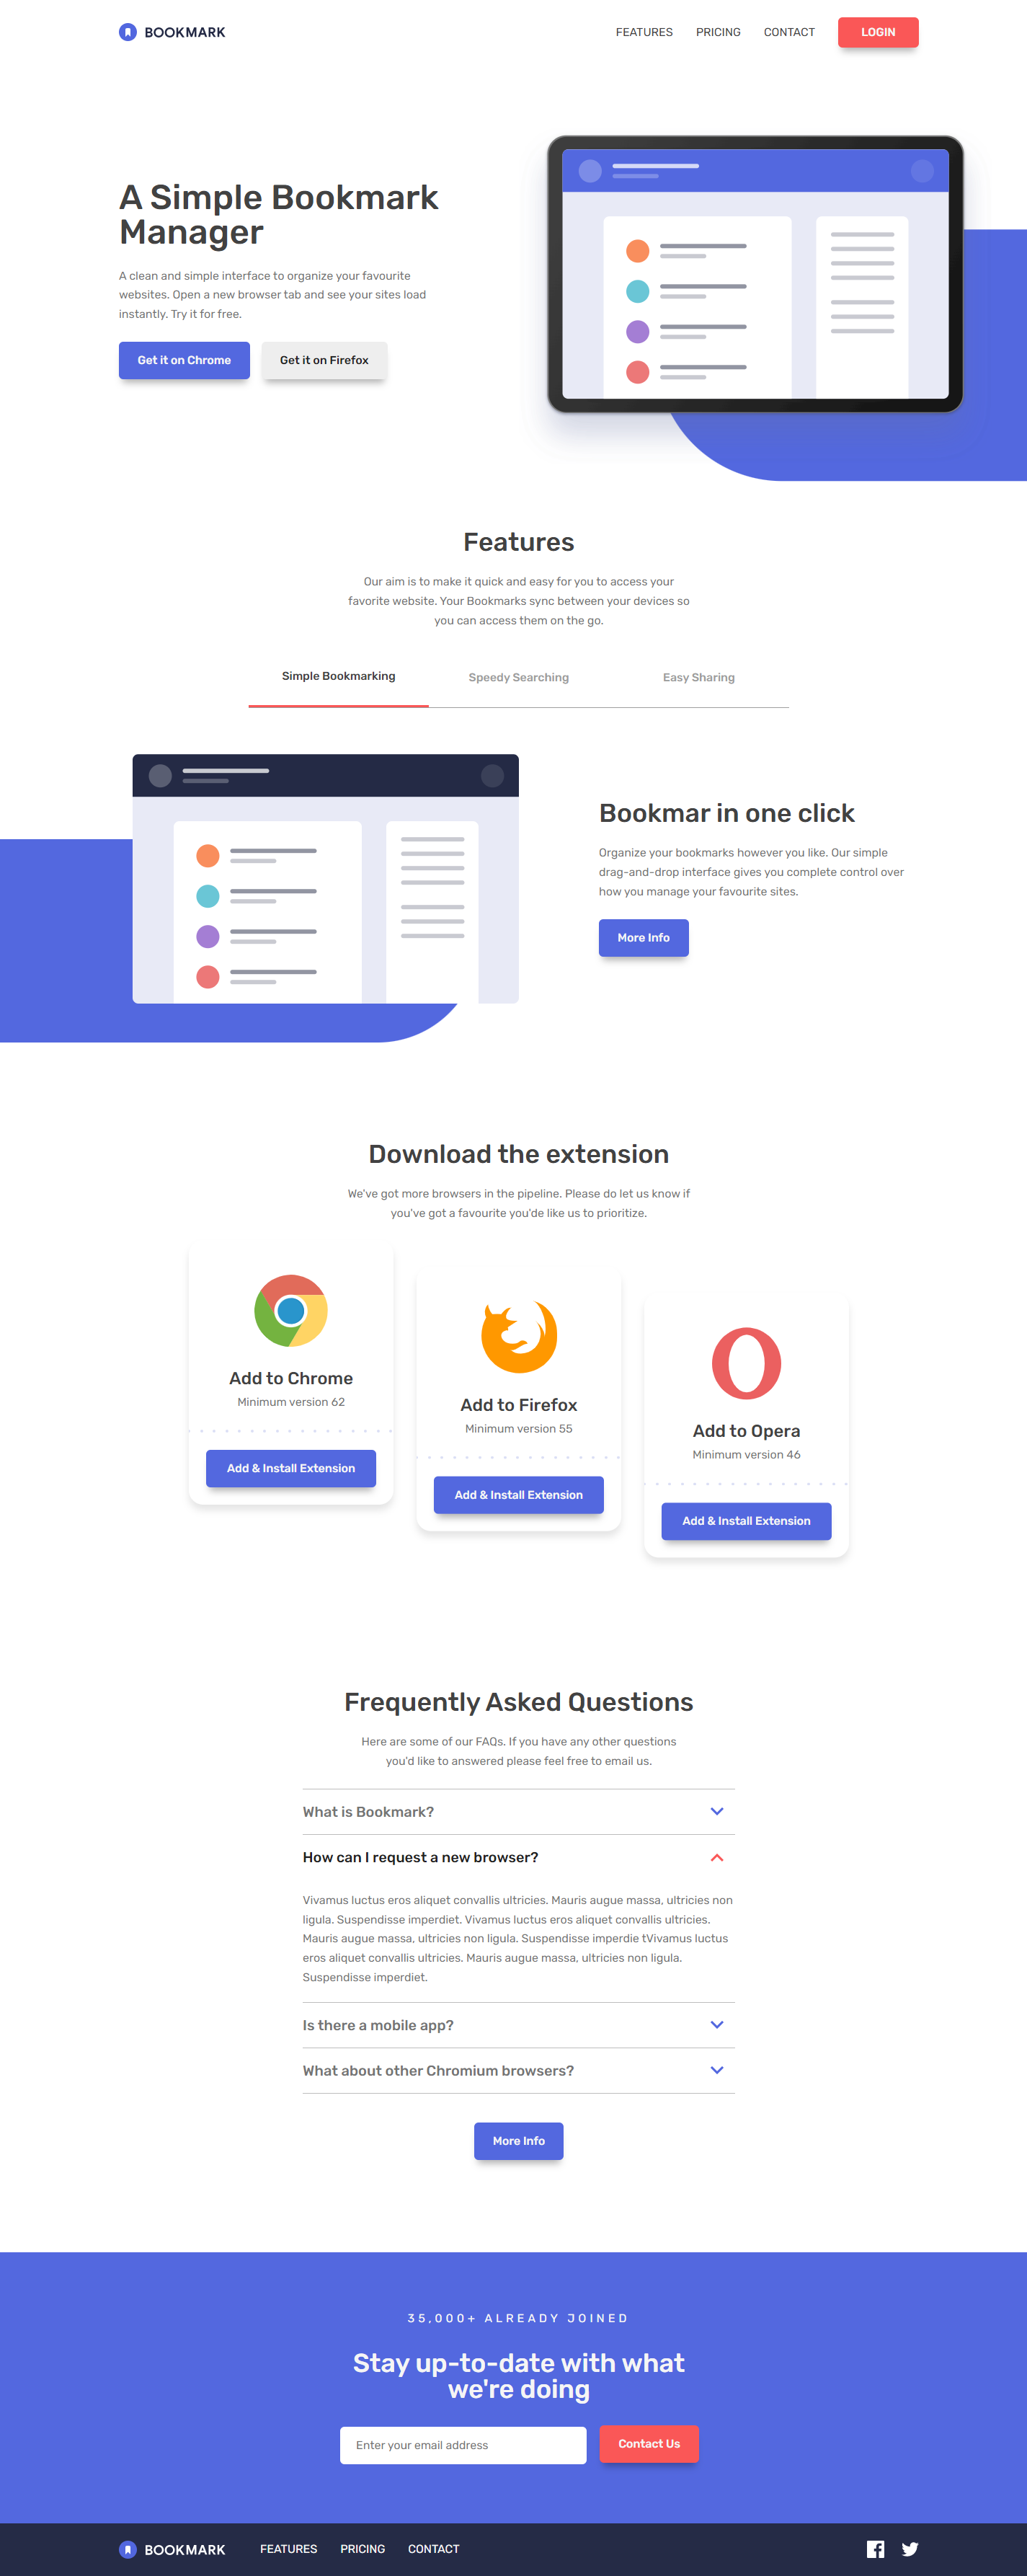 BOOKMARK
FEATURES PRICING CONTACT LOGIN
A Simple Bookmark
Manager
A clean and simple interface to organize your favourite
websites. Open a new browser tab and see your sites load
instantly. Try it for free.
Get it on Chrome Get it on Firefox
Features
Our aim is to make it quick and easy for you to access your
favorite website. Your Bookmarks sync between your devices so
you can access them on the go.
Simple Bookmarking Speedy Searching Easy Sharing
Bookmar in one click
Organize your bookmarks however you like. Our simple
drag-and-drop interface gives you complete control over
how you manage your favourite sites.
More Info
Download the extension
We've got more browsers in the pipeline. Please do let us know if
you've got a favourite you'de like us to prioritize.
Add to Chrome
Minimum version 62
Add & Install Extension
Add to Firefox
Minimum version 55
Add & Install Extension
Add to Opera
Minimum version 46
Add & Install Extension
Frequently Asked Questions
Here are some of our FAQs. If you have any other questions
you'd like to answered please feel free to email us.
What is Bookmark?
How can I request a new browser?
Vivamus luctus eros aliquet convallis ultricies. Mauris augue massa, ultricies non
ligula. Suspendisse imperdiet. Vivamus luctus eros aliquet convallis ultricies.
Mauris augue massa, ultricies non ligula. Suspendisse imperdie tVivamus luctus
eros aliquet convallis ultricies. Mauris augue massa, ultricies non ligula.
Suspendisse imperdiet.
Is there a mobile app?
What about other Chromium browsers?
More Info
35,000+ ALREADY JOINED
Stay up-to-date with what
we're doing
Enter your email address Contact Us
BOOKMARK FEATURES PRICING CONTACT